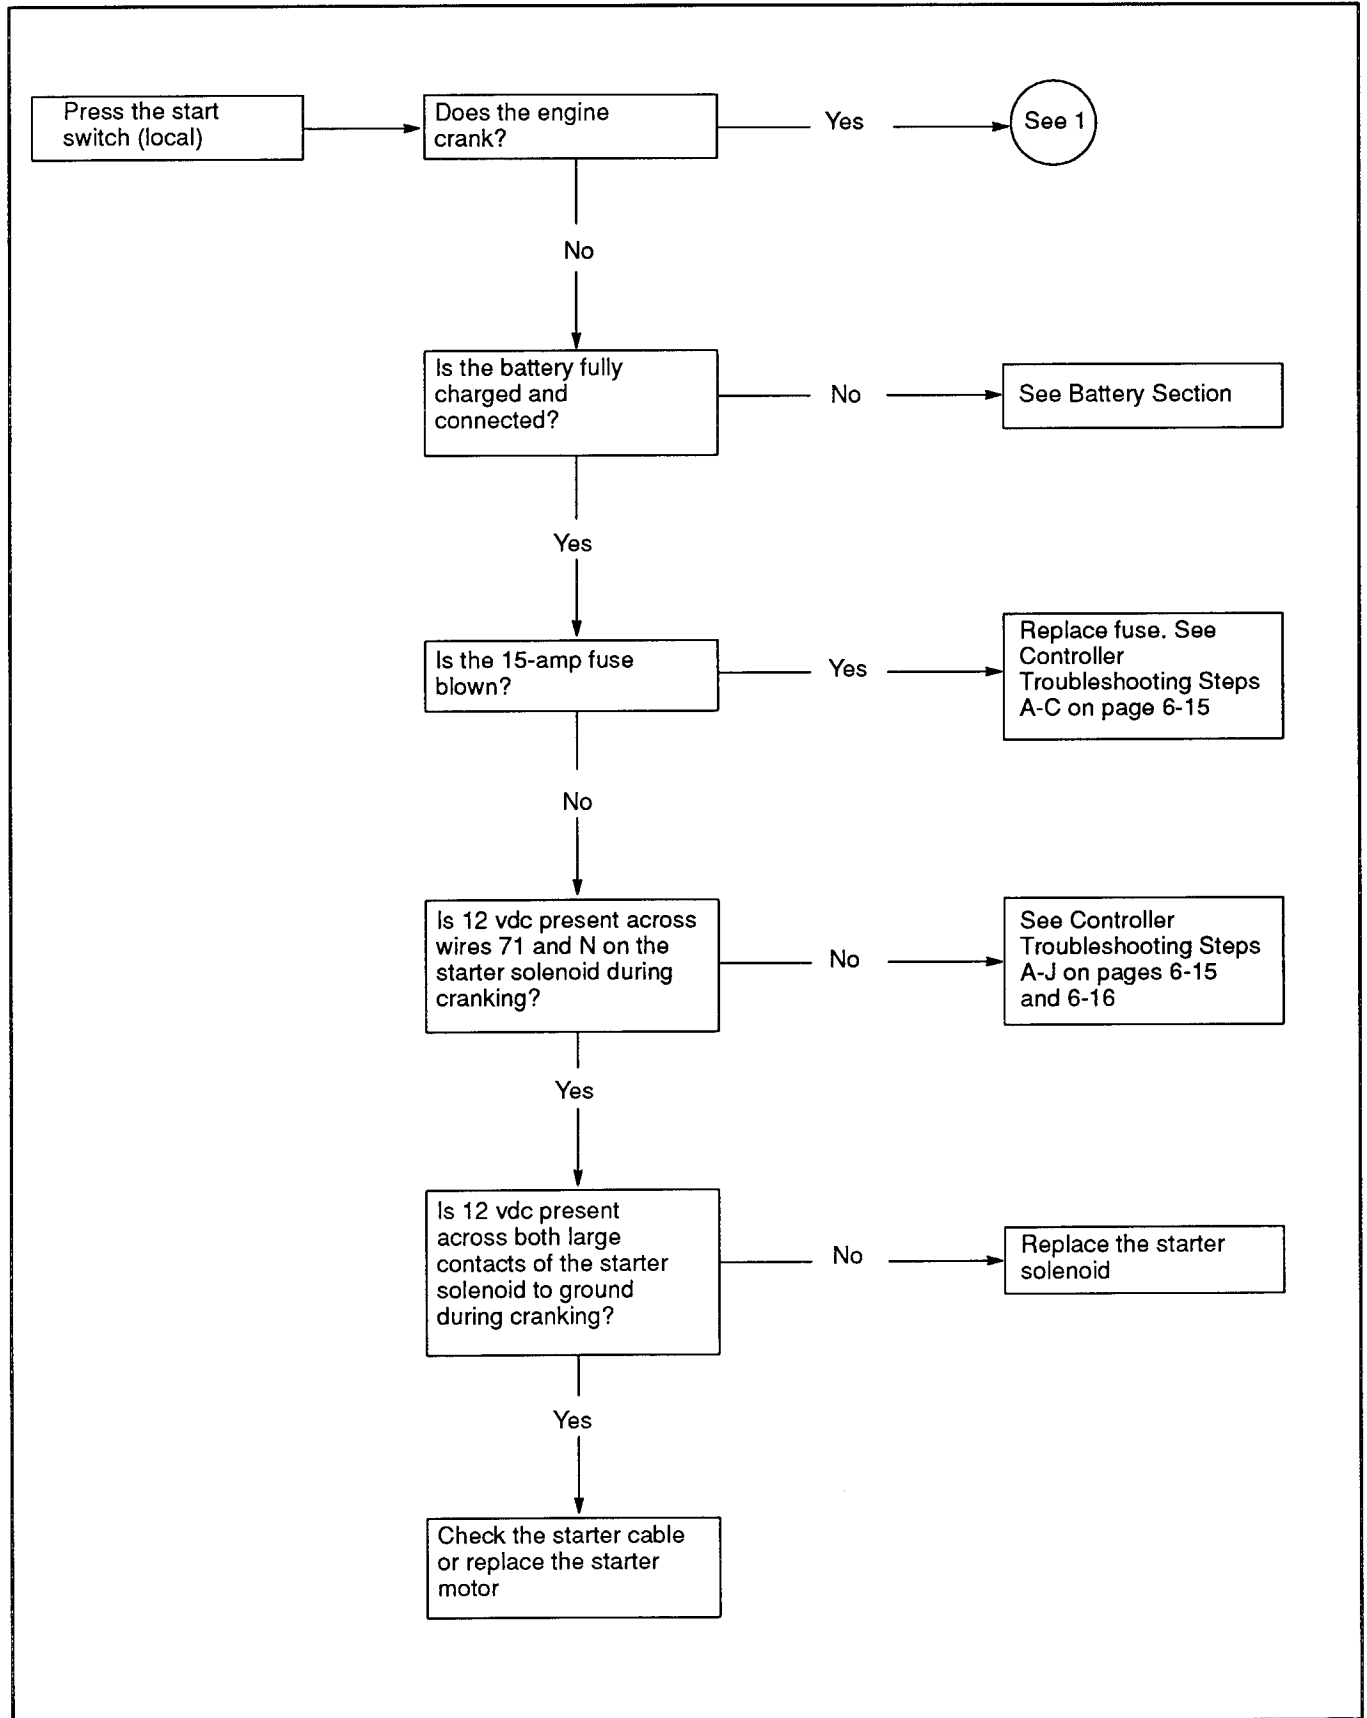 Press the start
switch (local)
Does the engine
crank?
Yes
See 1
No
Is the battery fully
charged and
connected?
No
See Battery Section
Yes
Is the 15-amp fuse
blown?
Yes
Replace fuse. See
Controller
Troubleshooting Steps
A-C on page 6-15
No
Is 12 vdc present across
wires 71 and N on the
starter solenoid during
cranking?
No
See Controller
Troubleshooting Steps
A-J on pages 6-15
and 6-16
Yes
Is 12 vdc present
across both large
contacts of the starter
solenoid to ground
during cranking?
No
Replace the starter
solenoid
Yes
Check the starter cable
or replace the starter
motor